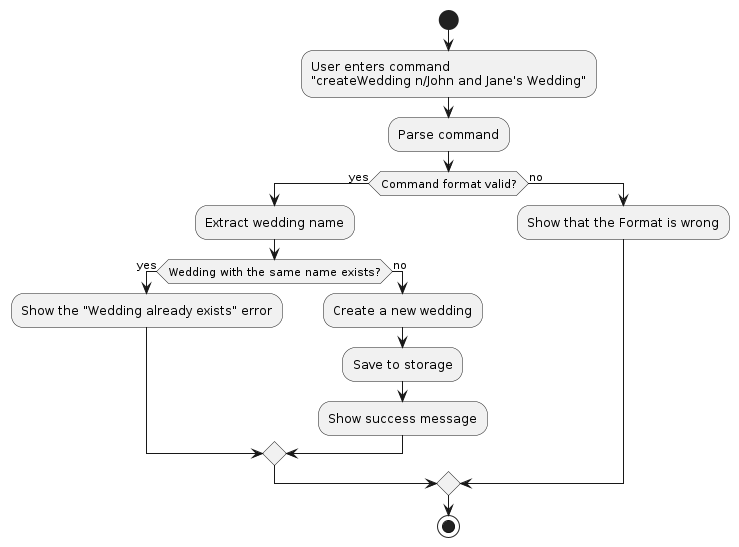 User enters command
"createWedding n/John and Jane's Wedding"
Parse command
yes
Command format valid?
no
Extract wedding name
Show that the Format is wrong
yes
Wedding with the same name exists?
no
Show the "Wedding already exists" error
Create a new wedding
Save to storage
Show success message